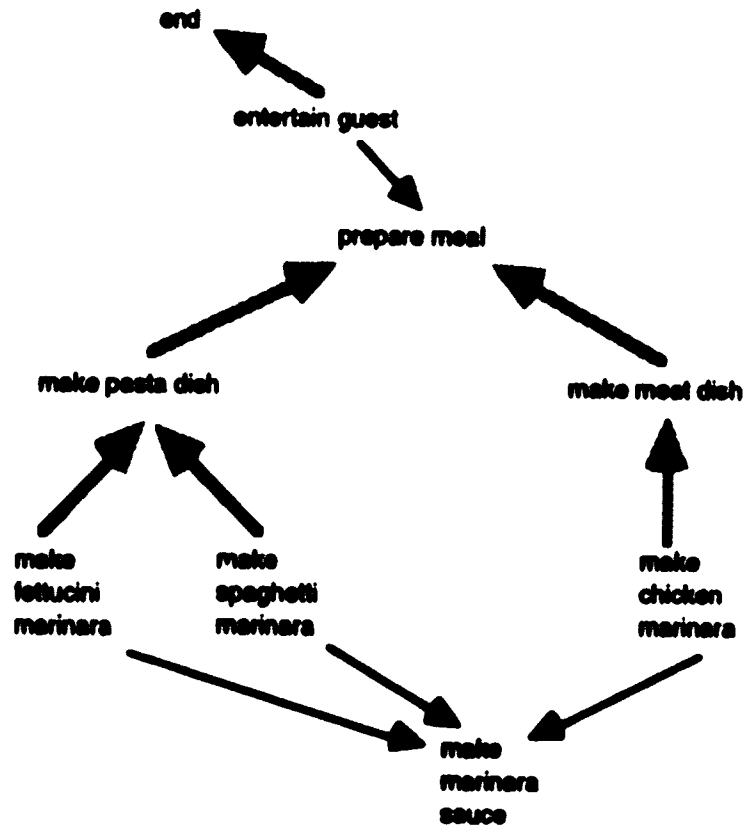 end
entertain guest
prepare meal
make pasta dish
make meat dish
make
fettucini
marinara
make
spaghetti
marinara
make
chicken
marinara
make
marinara
sauce